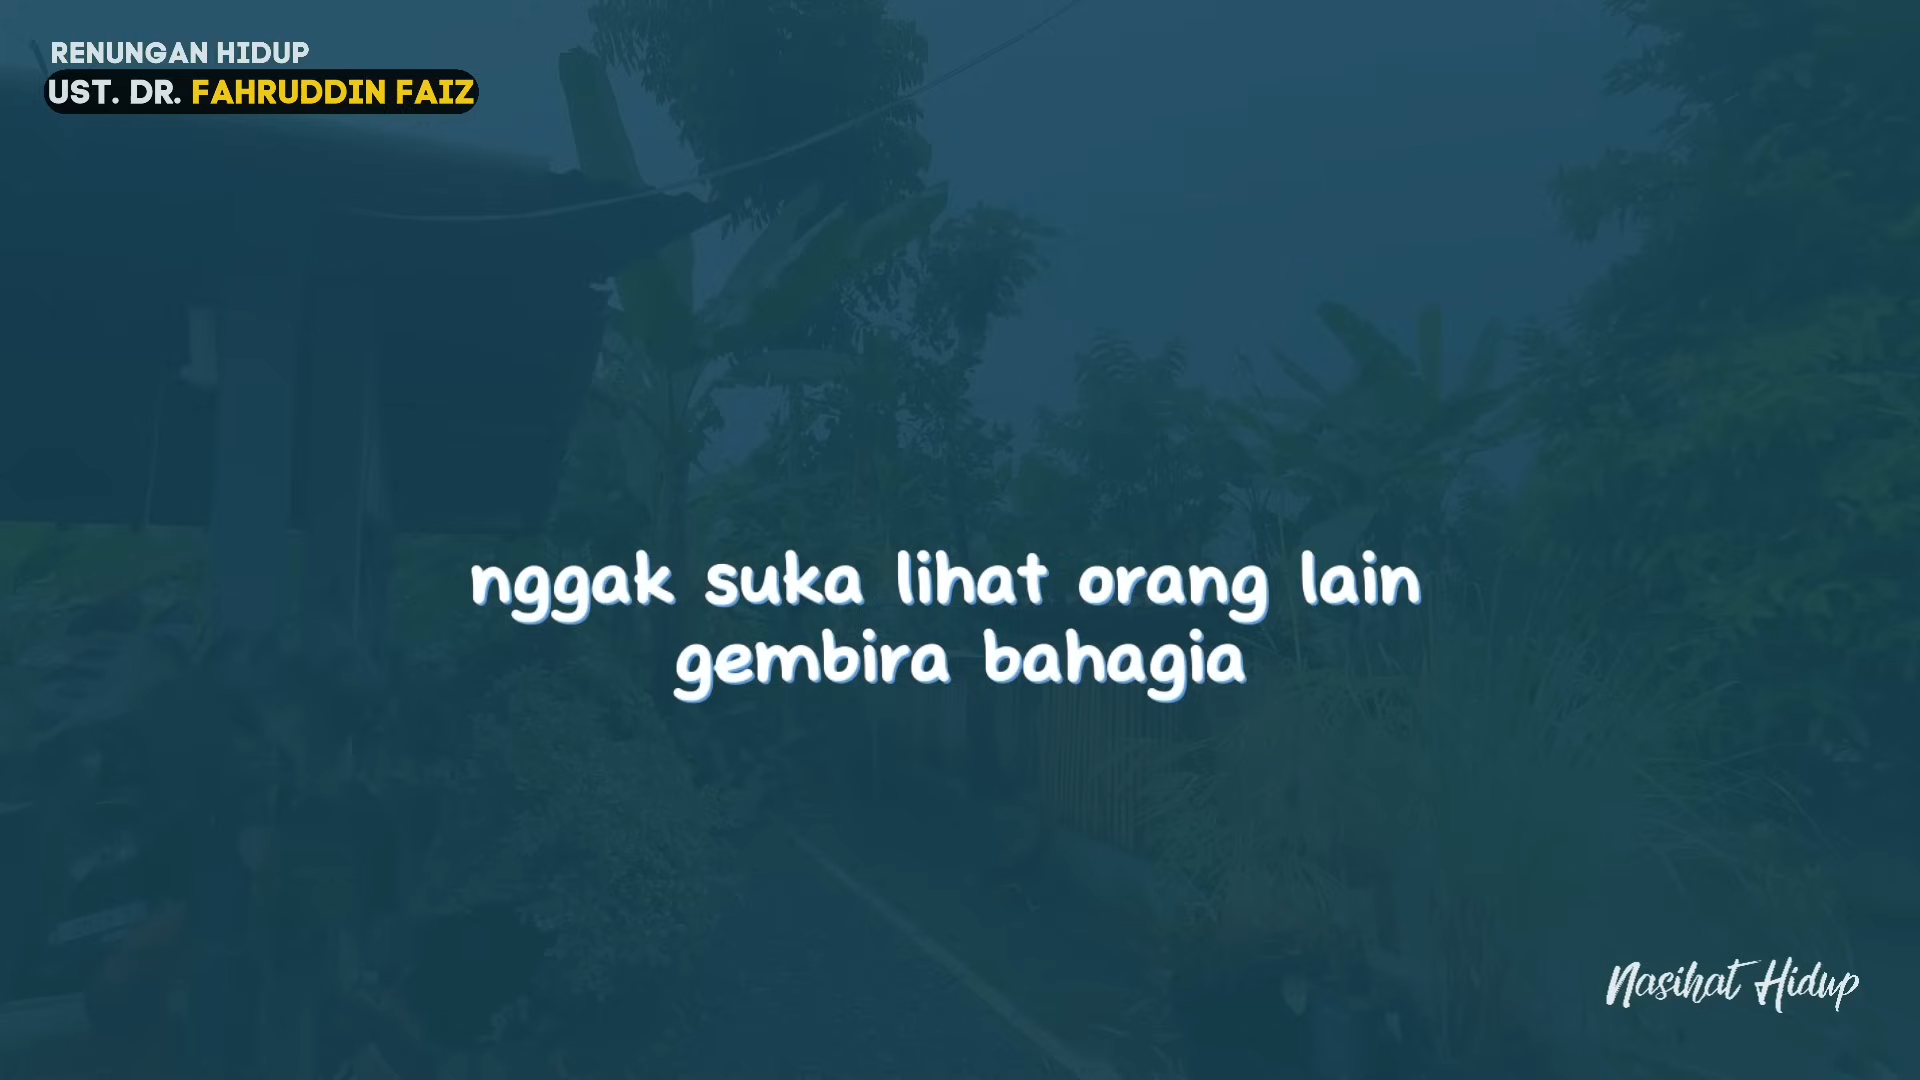 RENUNGAN HIDUP
UST. DR. FAHRUDDIN FAIZ
nggak suka lihat orang lain
gembira bahagia
Nasihat Hidup